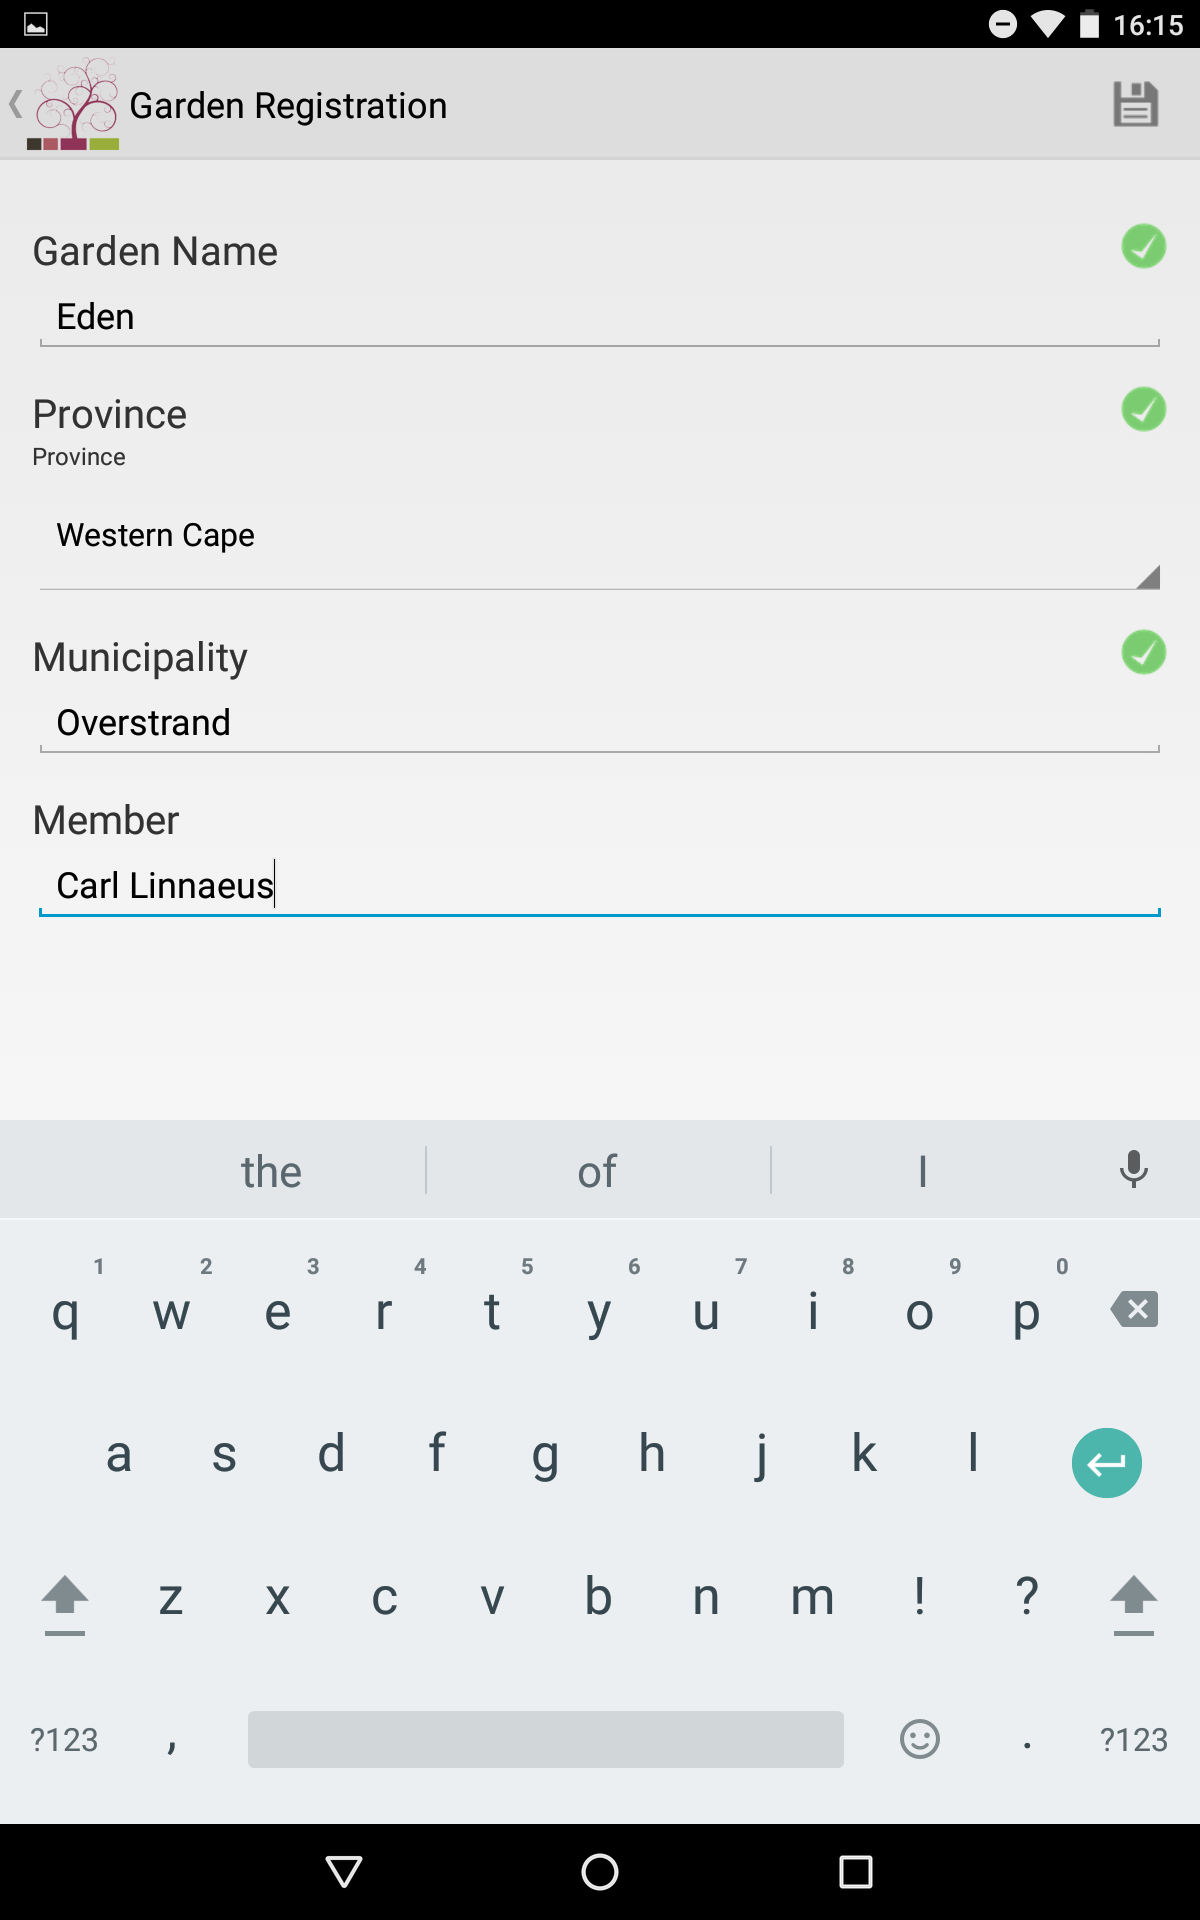 16:15
Garden Registration
Garden Name
Eden
Province
Province
Western Cape
Municipality
Overstrand
Member
Carl Linnaeus
the of I
1 2 3 4 5 6 7 8 9 0
q w e r t y u i o p
a s d f g h j k l
z x c v b n m ! ?
?123 , . ?123